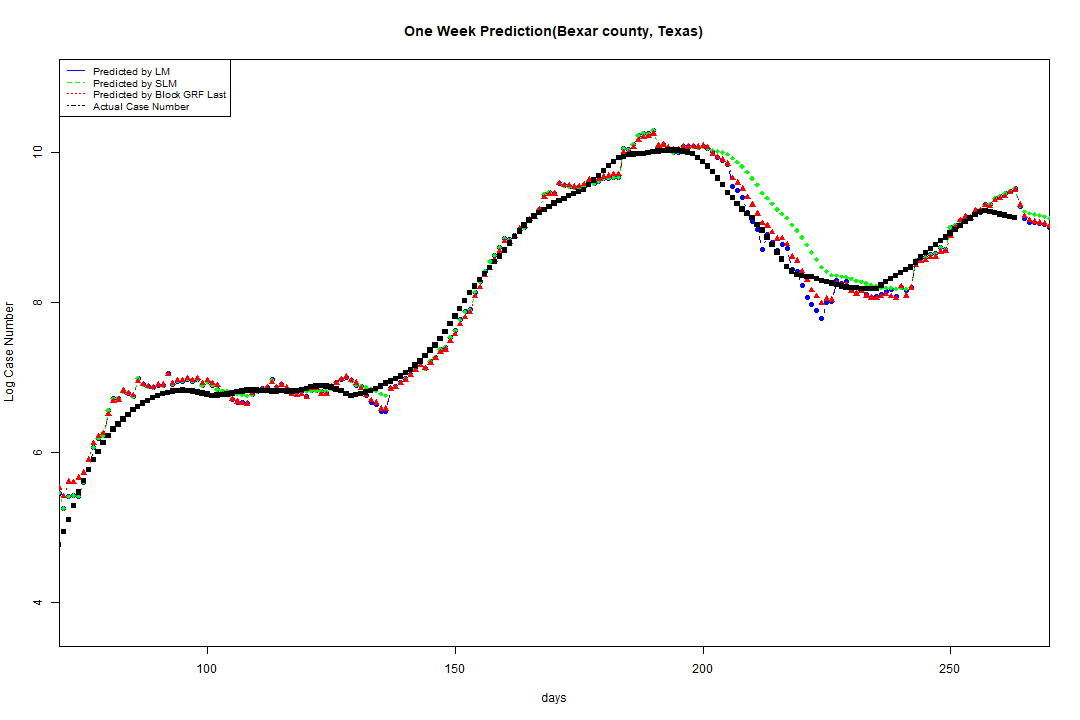 One Week Prediction(Bexar county, Texas)
Predicted by LM
Predicted by SLM
Predicted by Block GRF Last
Actual Case Number
Log Case Number
10
8
6
4
100 150 200 250
days